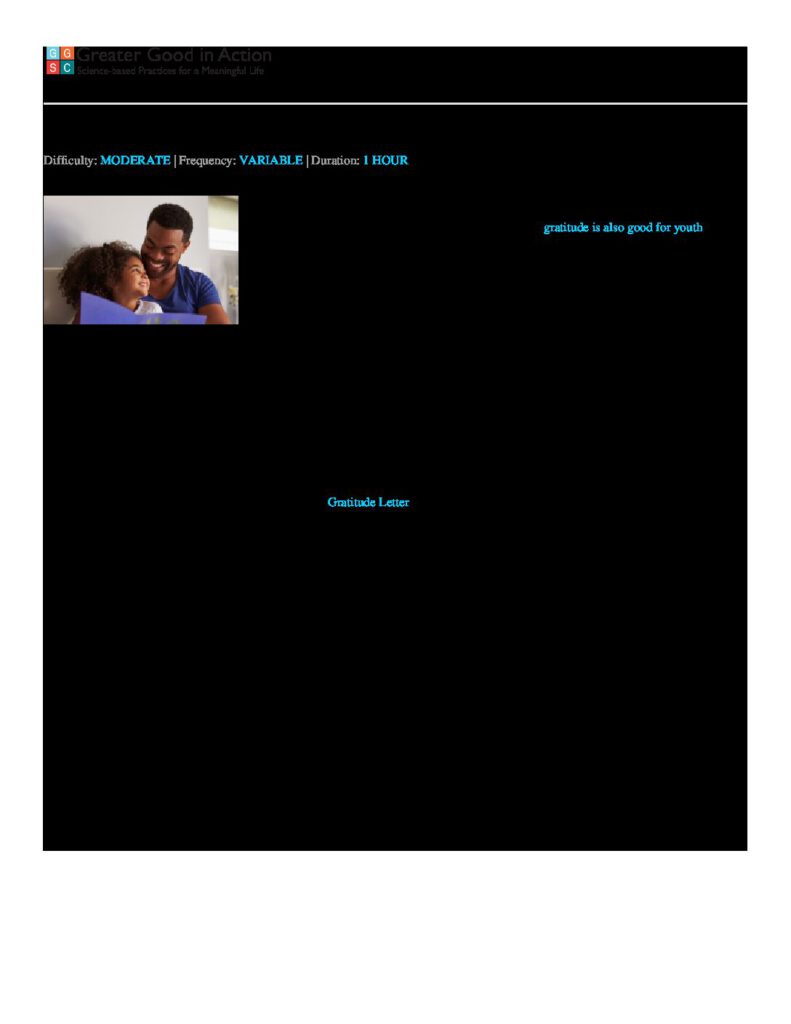 G G Greater Good in Action
S C Science-based Practices for a Meaningful Life
Difficulty: MODERATE | Frequency: VARIABLE | Duration: 1 HOUR
gratitude is also good for youth
Gratitude Letter